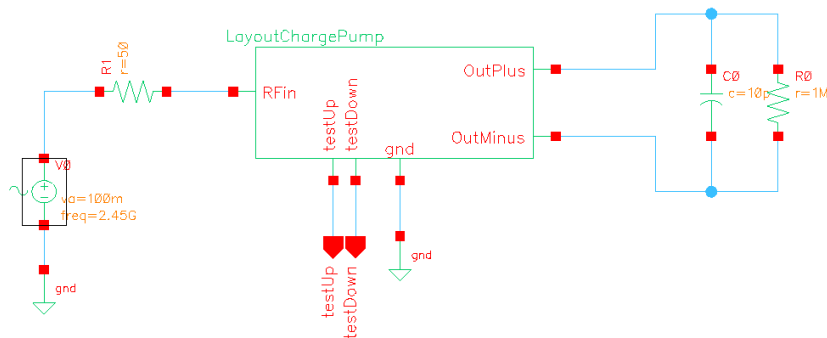 LayoutChargePump
R1
r=50
RFin
OutPlus
OutMinus
testUp
testDown
gnd
C0
c=10p
R0
r=1M
V0
va=100m
freq=2.45G
gnd
testUp
testDown
gnd